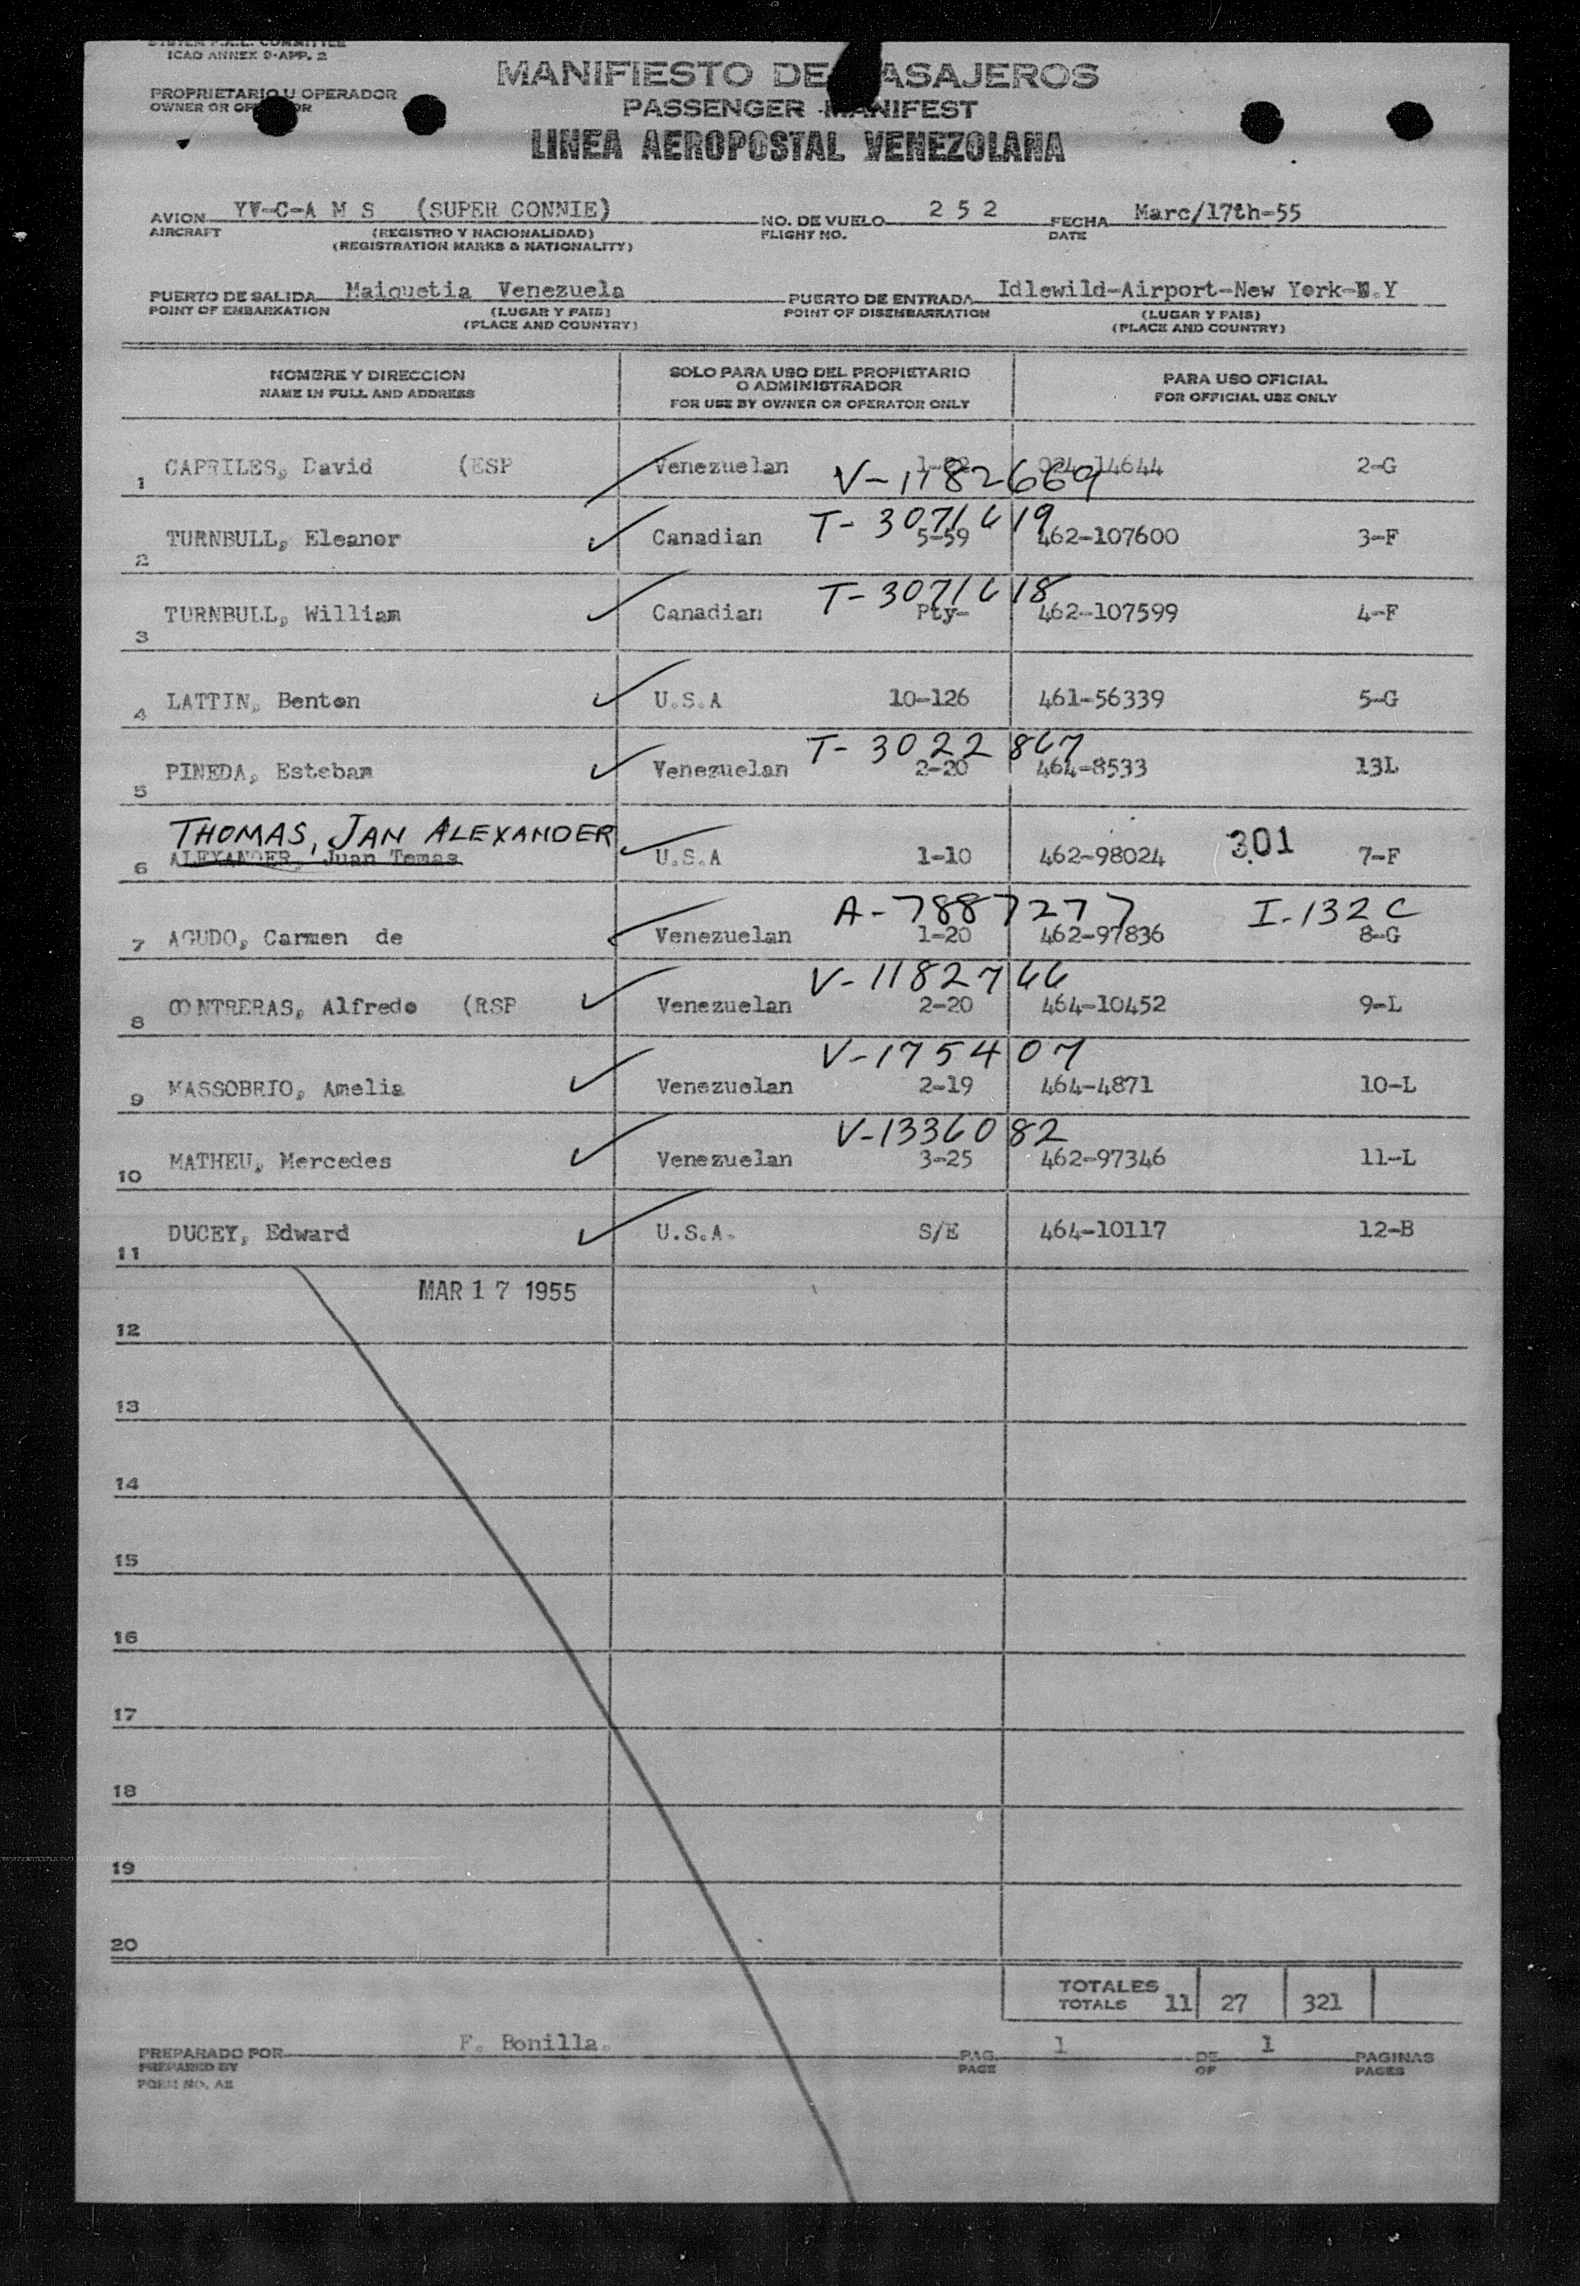 ICAO ANNEX 9-APP. 2
MANIFIESTO DE ASAJEROS
PROPRIETARIO U OPERADOR
OWNER OR
PASSENGER MANIFEST
LINEA AEROPOSTAL VENEZOLANA
AVION YV-C-A M S (SUPER CONNIE) NO. DE VUELO 2 5 2 FECHA Marc/17th-55
AIRCRAFT (REGISTRO Y NACIONALIDAD) FLIGHT NO. DATE
(REGISTRATION MARKS & NATIONALITY)
PUERTO DE SALIDA Maiquetia Venezuela PUERTO DE ENTRADA Idlewild-Airport-New York-N.Y
POINT OF EMBARKATION (LUGAR Y PAIS) POINT OF DISEMBARKATION (LUGAR Y PAIS)
(PLACE AND COUNTRY) (PLACE AND COUNTRY)
NOMBRE Y DIRECCION SOLO PARA USO DEL PROPIETARIO PARA USO OFICIAL
O ADMINISTRADOR
NAME IN FULL AND ADDRESS FOR USE BY OWNER OR OPERATOR ONLY FOR OFFICIAL USE ONLY
1 CAPRILES, David (ESP Venezuelan 024-14644 2-G
V-1182669
T-3071619
2 TURNBULL, Eleanor Canadian 5-59 462-107600 3-F
T-3071618
3 TURNBULL, William Canadian Pty- 462-107599 4-F
4 LATTIN, Benton U.S.A 10-126 461-56339 5-G
T-3022867
5 PINEDA, Estebam Venezuelan 2-20 464-8533 13L
THOMAS, JAN ALEXANDER
6 ALEXANDER, Juan Tomas U.S.A 1-10 462-98024 301 7-F
A-7887277 I-132C
7 AGUDO, Carmen de Venezuelan 1-20 462-97836 8-G
V-1182766
8 CONTRERAS, Alfredo (RSP Venezuelan 2-20 464-10452 9-L
V-175407
9 MASSOBRIO, Amelia Venezuelan 2-19 464-4871 10-L
V-1336082
10 MATHEU, Mercedes Venezuelan 3-25 462-97346 11-L
11 DUCEY, Edward U.S.A. S/E 464-10117 12-B
MAR 17 1955
12
13
14
15
16
17
18
19
20
TOTALES
TOTALS 11 27 321
PREPARADO POR F. Bonilla. PAG. 1 DE 1 PAGINAS
PREPARED BY PAGE OF PAGES
FORM NO. AE